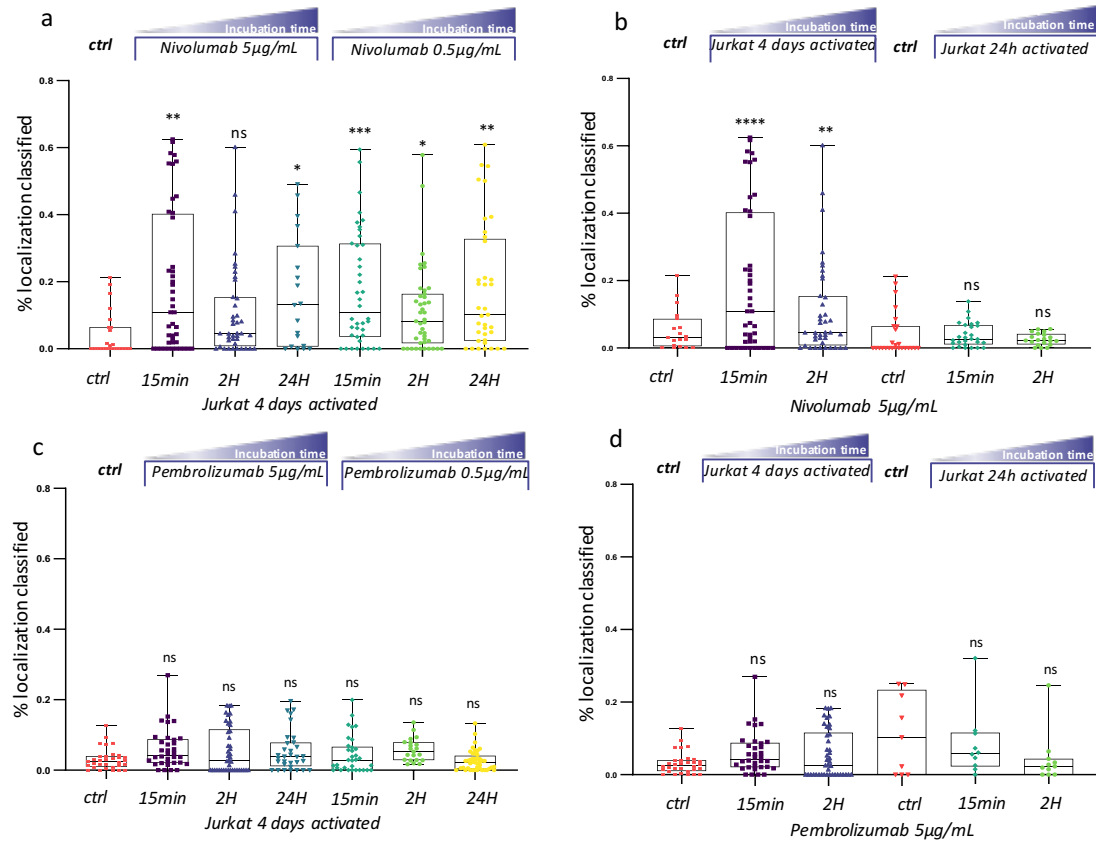 a
Incubation time
Incubation time
ctrl
Nivolumab 5µg/mL
Nivolumab 0.5µg/mL
% localization classified
0.8
0.6
0.4
0.2
0.0
**
ns
*
***
*
**
ctrl
15min
2H
24H
15min
2H
24H
Jurkat 4 days activated
b
Incubation time
Incubation time
ctrl
Jurkat 4 days activated
ctrl
Jurkat 24h activated
% localization classified
0.8
0.6
0.4
0.2
0.0
****
**
ns
ns
ctrl
15min
2H
ctrl
15min
2H
Nivolumab 5µg/mL
c
Incubation time
Incubation time
ctrl
Pembrolizumab 5µg/mL
Pembrolizumab 0.5µg/mL
% localization classified
0.8
0.6
0.4
0.2
0.0
ns
ns
ns
ns
ns
ns
ctrl
15min
2H
24H
15min
2H
24H
Jurkat 4 days activated
d
Incubation time
Incubation time
ctrl
Jurkat 4 days activated
ctrl
Jurkat 24h activated
% localization classified
0.8
0.6
0.4
0.2
0.0
ns
ns
ns
ns
ctrl
15min
2H
ctrl
15min
2H
Pembrolizumab 5µg/mL